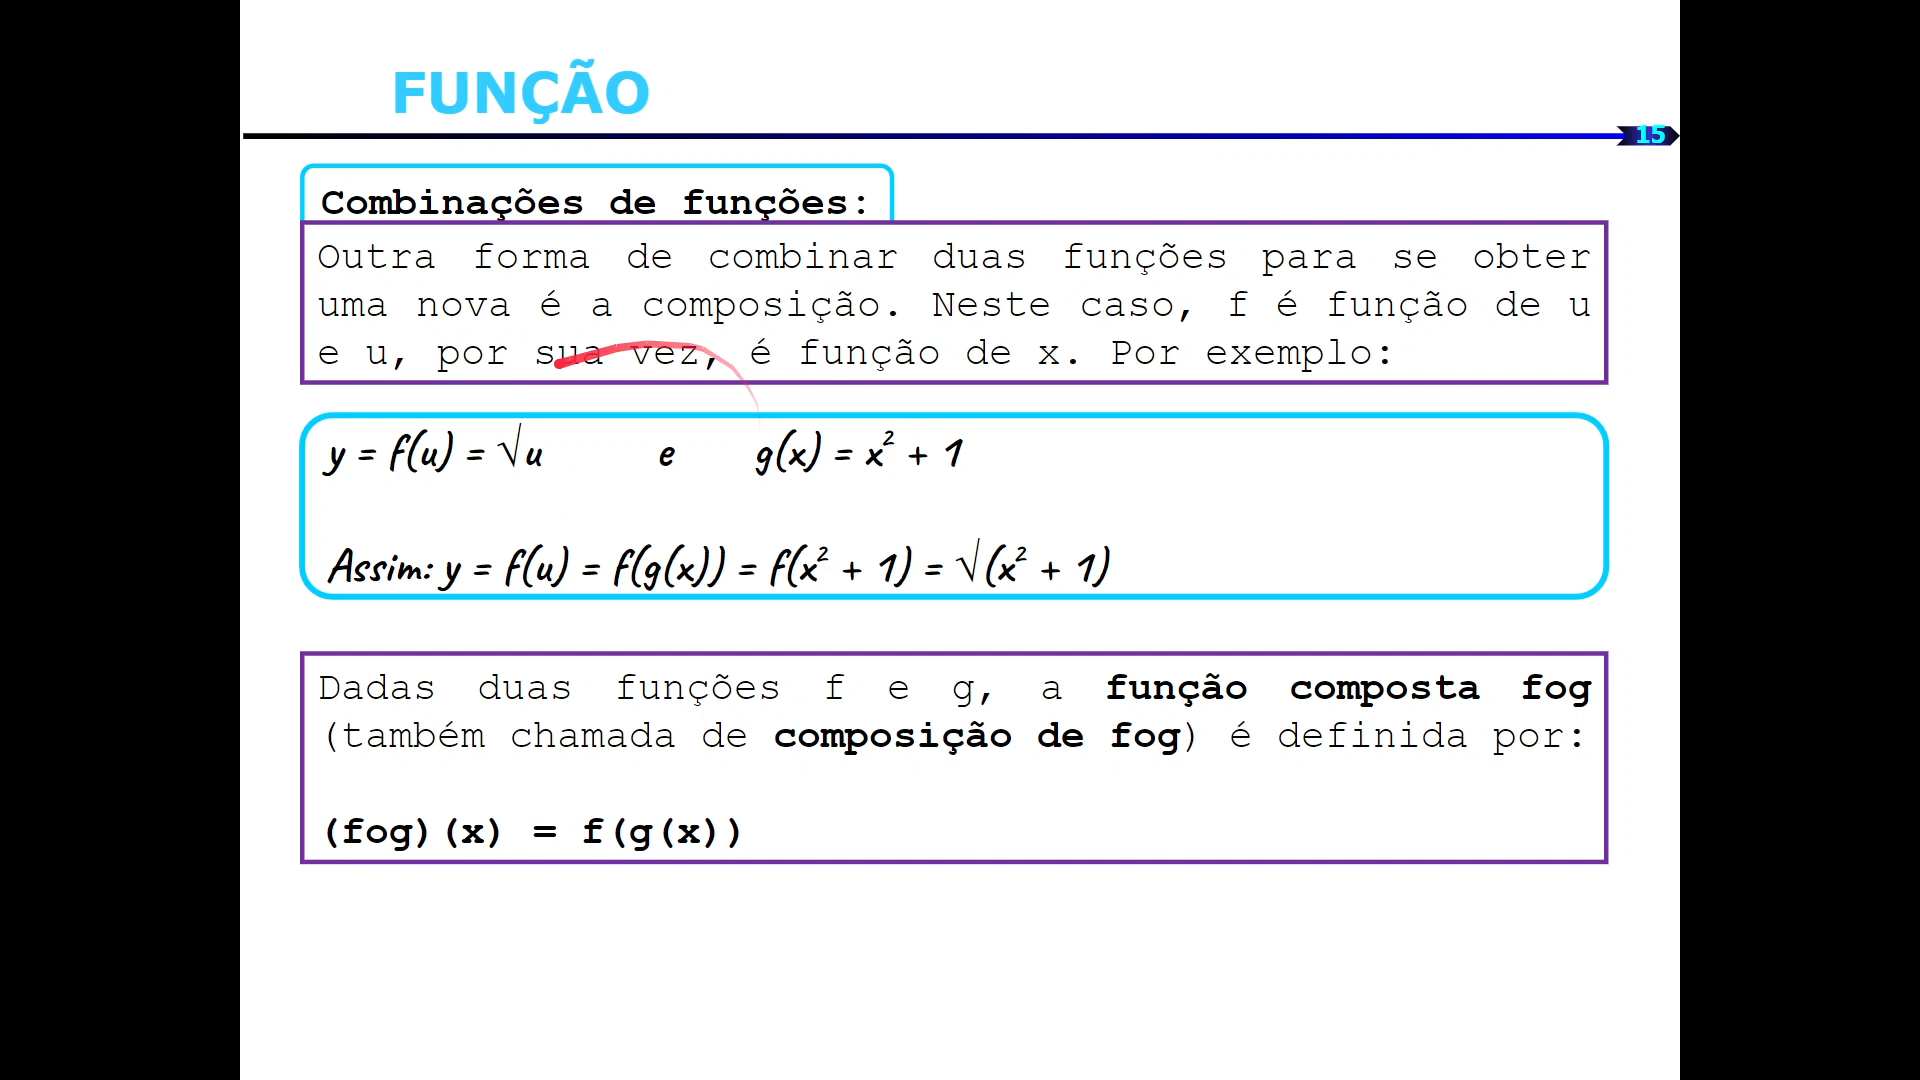 FUNÇÃO
15
Combinações de funções:
Outra forma de combinar duas funções para se obter
uma nova é a composição. Neste caso, f é função de u
e u, por sua vez, é função de x. Por exemplo:
y = f(u) = √u e g(x) = x² + 1
Assim: y = f(u) = f(g(x)) = f(x² + 1) = √(x² + 1)
Dadas duas funções f e g, a função composta fog
(também chamada de composição de fog) é definida por:
(fog)(x) = f(g(x))